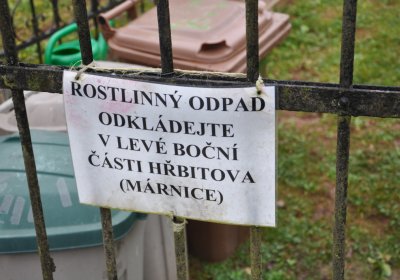 ROSTLINNÝ ODPAD
ODKLÁDEJTE
V LEVÉ BOČNÍ
ČÁSTI HŘBITOVA
(MÁRNICE)